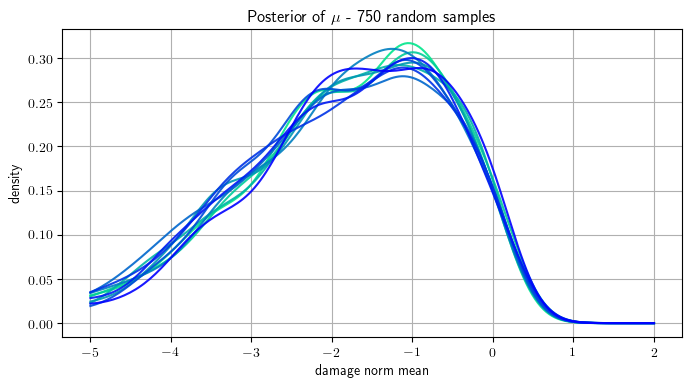 Posterior of μ - 750 random samples
density
0.30
0.25
0.20
0.15
0.10
0.05
0.00
−5 −4 −3 −2 −1 0 1 2
damage norm mean